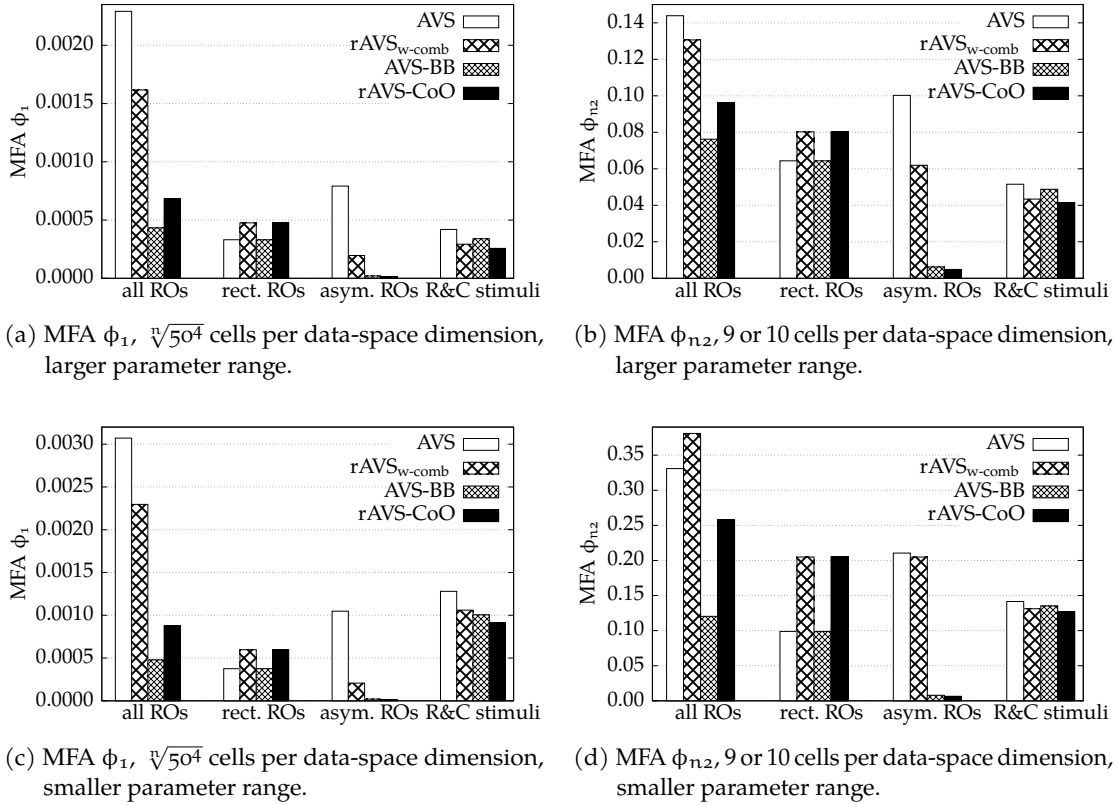 AVS
rAVSw-comb
AVS-BB
rAVS-CoO
MFA ϕ1
0.0020
0.0015
0.0010
0.0005
0.0000
all ROs rect. ROs asym. ROs R&C stimuli
(a) MFA ϕ1, ⁿ√50⁴ cells per data-space dimension,
larger parameter range.
AVS
rAVSw-comb
AVS-BB
rAVS-CoO
MFA ϕn2
0.14
0.12
0.10
0.08
0.06
0.04
0.02
0.00
all ROs rect. ROs asym. ROs R&C stimuli
(b) MFA ϕn2, 9 or 10 cells per data-space dimension,
larger parameter range.
AVS
rAVSw-comb
AVS-BB
rAVS-CoO
MFA ϕ1
0.0030
0.0025
0.0020
0.0015
0.0010
0.0005
0.0000
all ROs rect. ROs asym. ROs R&C stimuli
(c) MFA ϕ1, ⁿ√50⁴ cells per data-space dimension,
smaller parameter range.
AVS
rAVSw-comb
AVS-BB
rAVS-CoO
MFA ϕn2
0.35
0.30
0.25
0.20
0.15
0.10
0.05
0.00
all ROs rect. ROs asym. ROs R&C stimuli
(d) MFA ϕn2, 9 or 10 cells per data-space dimension,
smaller parameter range.